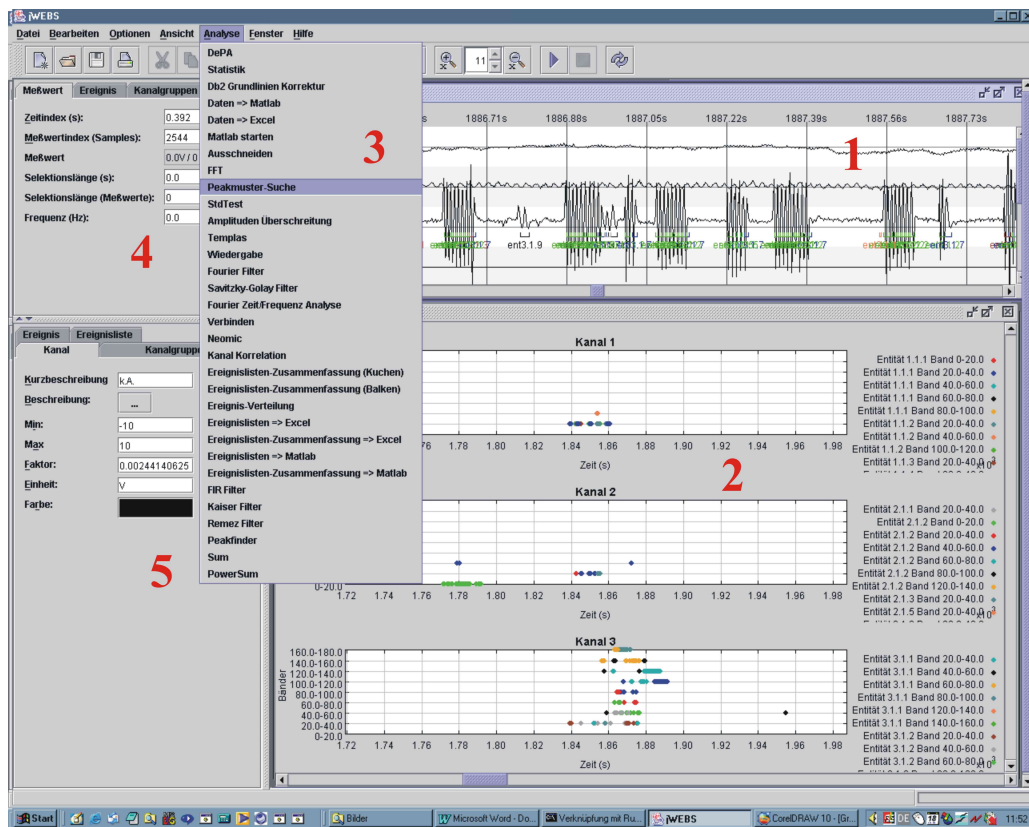 jWEBS
Datei Bearbeiten Optionen Ansicht Analyse Fenster Hilfe
11
Meßwert Ereignis Kanalgruppen
Zeitindex (s): 0.392
Meßwertindex (Samples): 2544
Meßwert 0.0V / 0
Selektionslänge (s): 0.0
Selektionslänge (Meßwerte): 0
Frequenz (Hz): 0.0
4
DePA
Statistik
Db2 Grundlinien Korrektur
Daten => Matlab
Daten => Excel
Matlab starten
Ausschneiden
FFT
Peakmuster-Suche
StdTest
Amplituden Überschreitung
Templas
Wiedergabe
Fourier Filter
Savitzky-Golay Filter
Fourier Zeit/Frequenz Analyse
Verbinden
Neomic
Kanal Korrelation
Ereignislisten-Zusammenfassung (Kuchen)
Ereignislisten-Zusammenfassung (Balken)
Ereignis-Verteilung
Ereignislisten => Excel
Ereignislisten-Zusammenfassung => Excel
Ereignislisten => Matlab
Ereignislisten-Zusammenfassung => Matlab
FIR Filter
Kaiser Filter
Remez Filter
Peakfinder
Sum
PowerSum
3
1886.71s 1886.88s 1887.05s 1887.22s 1887.39s 1887.56s 1887.73s
1
ent3.1.9
Ereignis Ereignisliste
Kanal Kanalgruppe
Kurzbeschreibung k.A.
Beschreibung: ...
Min: -10
Max 10
Faktor: 0.00244140625
Einheit: V
Farbe:
5
Kanal 1
Entität 1.1.1 Band 0-20.0
Entität 1.1.1 Band 20.0-40.0
Entität 1.1.1 Band 40.0-60.0
Entität 1.1.1 Band 60.0-80.0
Entität 1.1.1 Band 80.0-100.0
Entität 1.1.2 Band 20.0-40.0
Entität 1.1.2 Band 40.0-60.0
Entität 1.1.2 Band 100.0-120.0
Entität 1.1.3 Band 20.0-40.0
76 1.78 1.80 1.82 1.84 1.86 1.88 1.90 1.92 1.94 1.96 1.98
Zeit (s)
2
Kanal 2
Entität 2.1.1 Band 20.0-40.0
Entität 2.1.2 Band 0-20.0
Entität 2.1.2 Band 20.0-40.0
Entität 2.1.2 Band 40.0-60.0
Entität 2.1.2 Band 60.0-80.0
Entität 2.1.2 Band 80.0-100.0
Entität 2.1.2 Band 120.0-140.0
Entität 2.1.3 Band 20.0-40.0
Entität 2.1.5 Band 20.0-40.0
0-20.0
1.72 1.74 1.76 1.78 1.80 1.82 1.84 1.86 1.88 1.90 1.92 1.94 1.96 1.98
Zeit (s)
Kanal 3
Bänder
160.0-180.0
140.0-160.0
120.0-140.0
100.0-120.0
80.0-100.0
60.0-80.0
40.0-60.0
20.0-40.0
0-20.0
Entität 3.1.1 Band 20.0-40.0
Entität 3.1.1 Band 40.0-60.0
Entität 3.1.1 Band 60.0-80.0
Entität 3.1.1 Band 80.0-100.0
Entität 3.1.1 Band 120.0-140.0
Entität 3.1.1 Band 140.0-160.0
Entität 3.1.2 Band 20.0-40.0
Entität 3.1.2 Band 40.0-60.0
Entität 3.1.2 Band 60.0-80.0
1.72 1.74 1.76 1.78 1.80 1.82 1.84 1.86 1.88 1.90 1.92 1.94 1.96 1.98
Zeit (s)
Start Bilder Microsoft Word - Do... Verknüpfung mit Ru... jWEBS CorelDRAW 10 - [Gr... DE 11:52